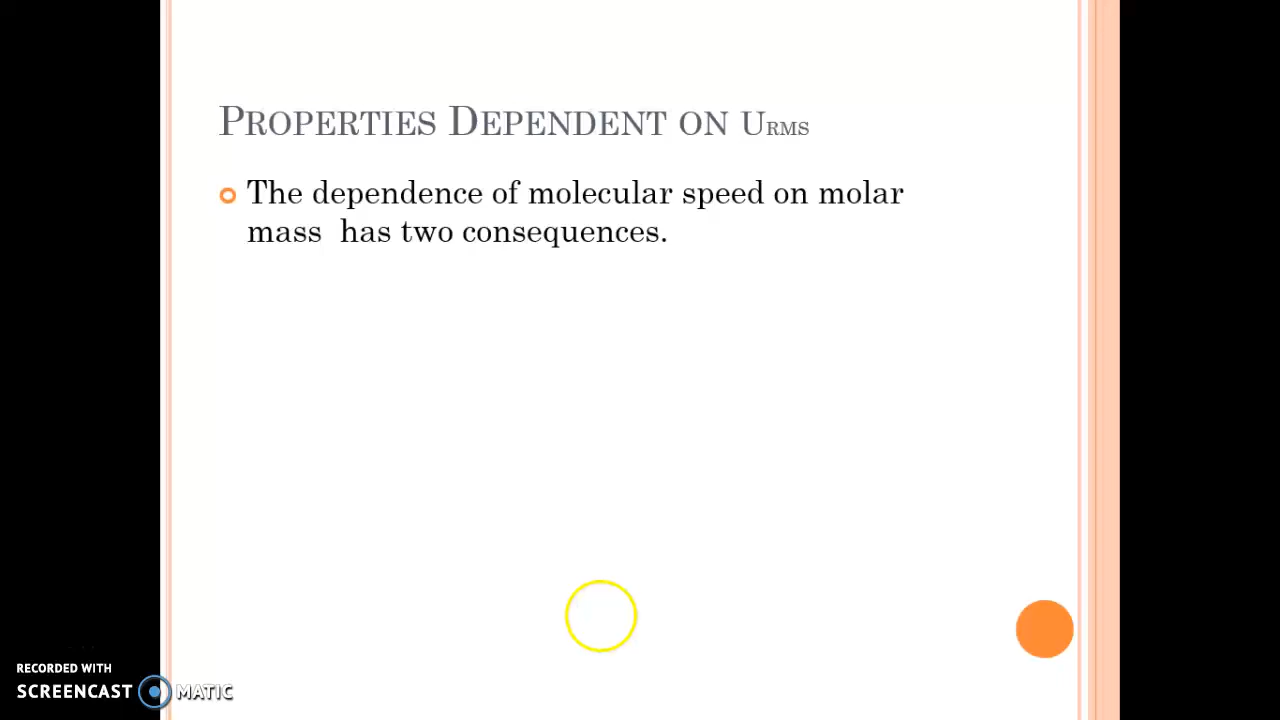 PROPERTIES DEPENDENT ON URMS
The dependence of molecular speed on molar
mass has two consequences.
RECORDED WITH
SCREENCAST MATIC